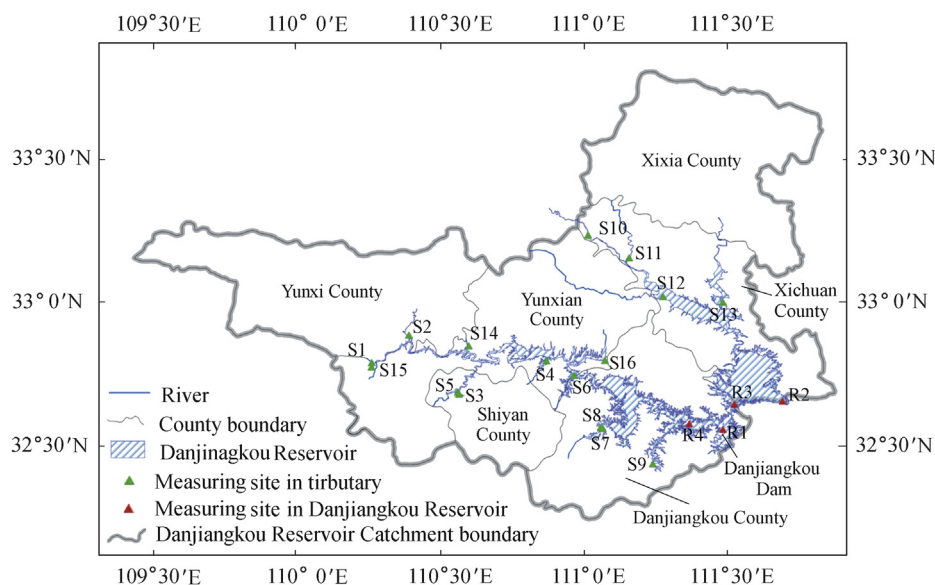 109°30′E 110° 0′E 110°30′E 111° 0′E 111°30′E
33°30′N 33°30′N
Xixia County
S10
S11
33° 0′N 33° 0′N
Yunxi County
Yunxian
County
S12
S13
Xichuan
County
S2
S14
S1
S15
S4
S16
S5
S3
S6
River
County boundary
Danjinagkou Reservoir
Measuring site in tirbutary
Measuring site in Danjiangkou Reservoir
Danjiangkou Reservoir Catchment boundary
Shiyan
County
S8
S7
S9
R3
R2
R4
R1
32°30′N 32°30′N
Danjiangkou
Dam
Danjiangkou County
109°30′E 110° 0′E 110°30′E 111° 0′E 111°30′E